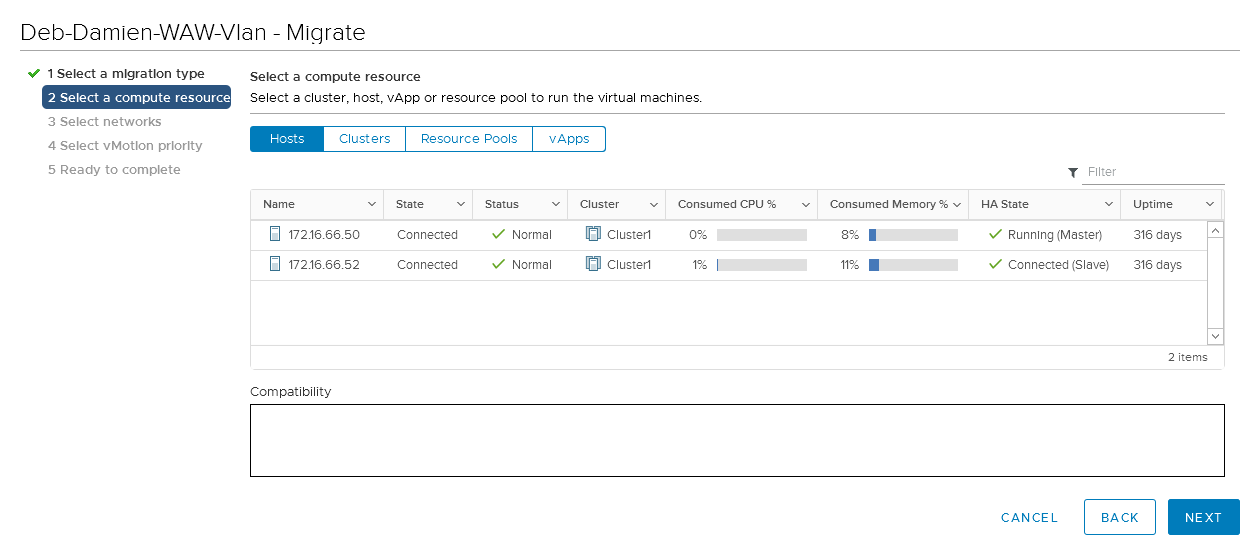 Deb-Damien-WAW-Vlan - Migrate
1 Select a migration type
2 Select a compute resource
3 Select networks
4 Select vMotion priority
5 Ready to complete
Select a compute resource
Select a cluster, host, vApp or resource pool to run the virtual machines.
Hosts Clusters Resource Pools vApps
Filter
Name State Status Cluster Consumed CPU % Consumed Memory % HA State Uptime
172.16.66.50 Connected Normal Cluster1 0% 8% Running (Master) 316 days
172.16.66.52 Connected Normal Cluster1 1% 11% Connected (Slave) 316 days
2 items
Compatibility
CANCEL BACK NEXT